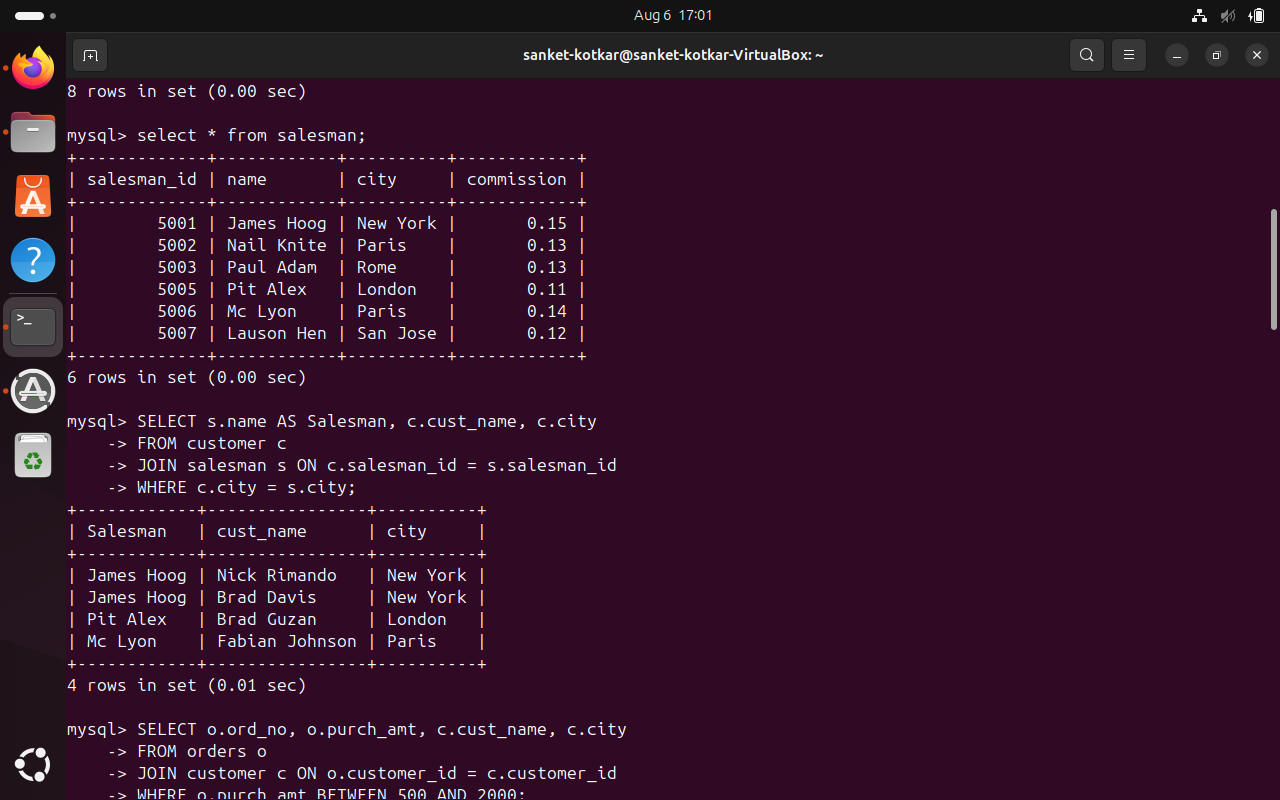 Aug 6 17:01
sanket-kotkar@sanket-kotkar-VirtualBox: ~
8 rows in set (0.00 sec)
mysql> select * from salesman;
+-------------+------------+----------+------------+
| salesman_id | name       | city     | commission |
+-------------+------------+----------+------------+
|        5001 | James Hoog | New York |       0.15 |
|        5002 | Nail Knite | Paris    |       0.13 |
|        5003 | Paul Adam  | Rome     |       0.13 |
|        5005 | Pit Alex   | London   |       0.11 |
|        5006 | Mc Lyon    | Paris    |       0.14 |
|        5007 | Lauson Hen | San Jose |       0.12 |
+-------------+------------+----------+------------+
6 rows in set (0.00 sec)
mysql> SELECT s.name AS Salesman, c.cust_name, c.city
    -> FROM customer c
    -> JOIN salesman s ON c.salesman_id = s.salesman_id
    -> WHERE c.city = s.city;
+------------+----------------+----------+
| Salesman   | cust_name      | city     |
+------------+----------------+----------+
| James Hoog | Nick Rimando   | New York |
| James Hoog | Brad Davis     | New York |
| Pit Alex   | Brad Guzan     | London   |
| Mc Lyon    | Fabian Johnson | Paris    |
+------------+----------------+----------+
4 rows in set (0.01 sec)
mysql> SELECT o.ord_no, o.purch_amt, c.cust_name, c.city
    -> FROM orders o
    -> JOIN customer c ON o.customer_id = c.customer_id
    -> WHERE o.purch_amt BETWEEN 500 AND 2000;